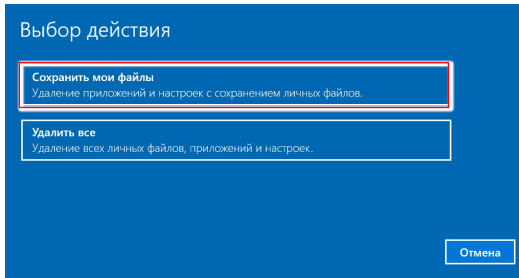 Выбор действия
Сохранить мои файлы
Удаление приложений и настроек с сохранением личных файлов.
Удалить все
Удаление всех личных файлов, приложений и настроек.
Отмена